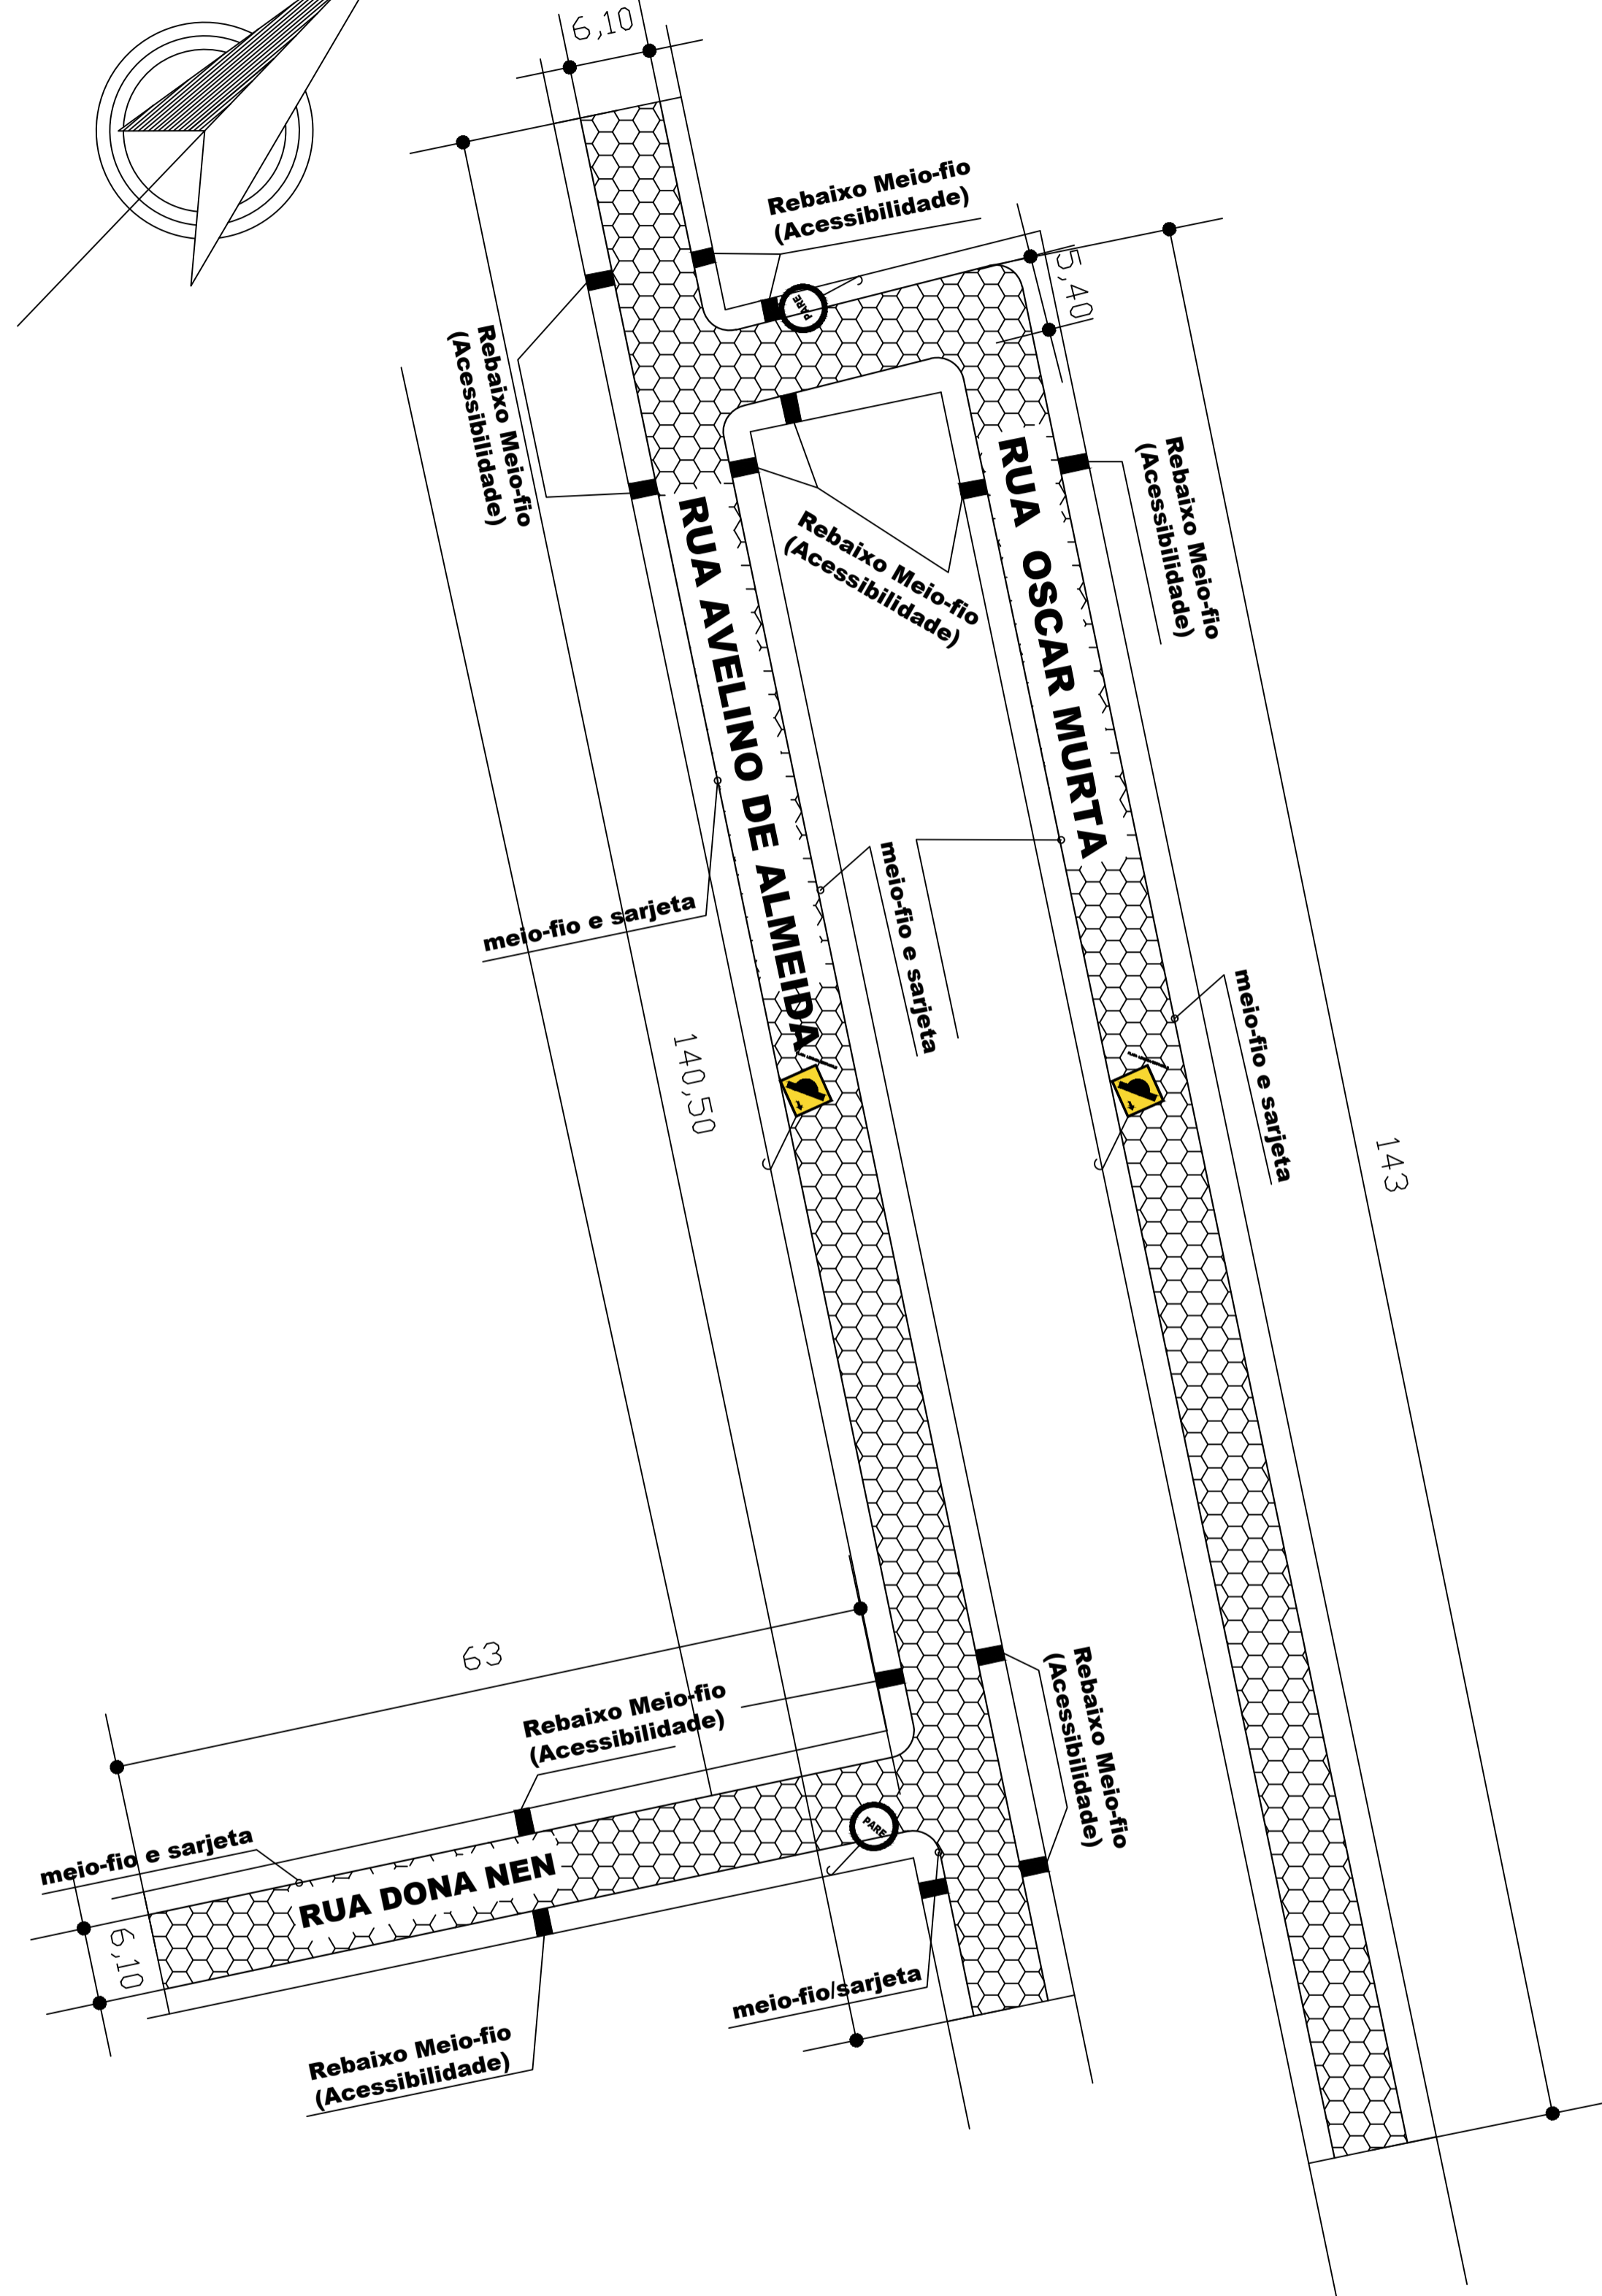 6,10
Rebaixo Meio-fio
(Acessibilidade)
PARE
5,40
Rebaixo Meio-fio
(Acessibilidade)
Rebaixo Meio-fio
(Acessibilidade)
Rebaixo Meio-fio
(Acessibilidade)
RUA AVELINO DE ALMEIDA
RUA OSCAR MURTA
meio-fio e sarjeta
meio-fio e sarjeta
meio-fio e sarjeta
140,50
143
63
Rebaixo Meio-fio
(Acessibilidade)
Rebaixo Meio-fio
(Acessibilidade)
PARE
meio-fio e sarjeta
RUA DONA NEN
6,10
meio-fio/sarjeta
Rebaixo Meio-fio
(Acessibilidade)